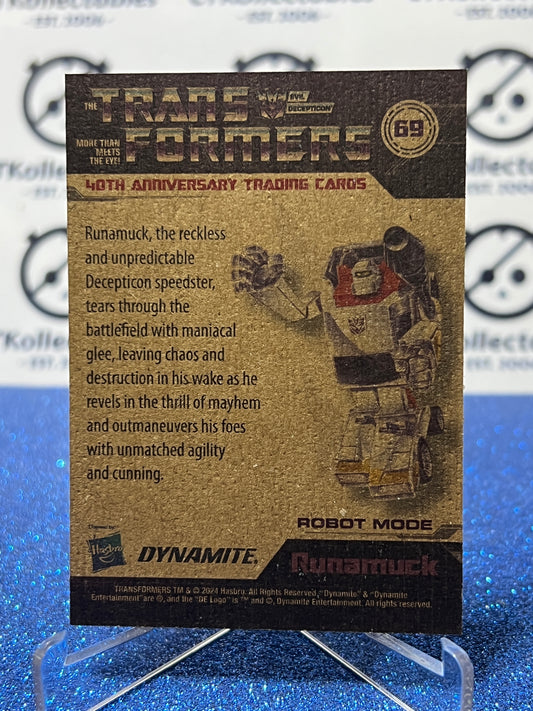 THE TRANS EVIL DECEPTICON
MORE THAN MEETS THE EYE! FORMERS
69
40TH ANNIVERSARY TRADING CARDS
Runamuck, the reckless
and unpredictable
Decepticon speedster,
tears through the
battlefield with maniacal
glee, leaving chaos and
destruction in his wake as he
revels in the thrill of mayhem
and outmaneuvers his foes
with unmatched agility
and cunning.
ROBOT MODE
Hasbro
DYNAMITE.
Runamuck
TRANSFORMERS TM & © 2024 Hasbro. All Rights Reserved, "Dynamite" & "Dynamite
Entertainment" are ®, and the "DE Logo" is ™ and ©, Dynamite Entertainment. All rights reserved.
Kollectables
EST. 2006